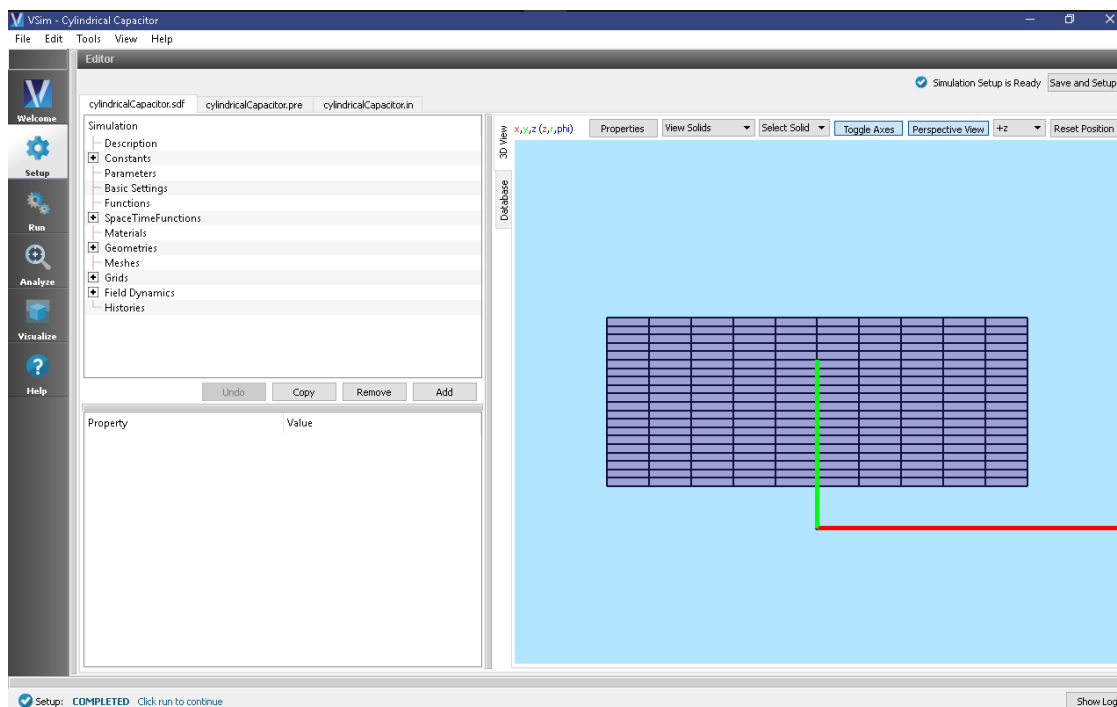 VSim - Cylindrical Capacitor
File Edit Tools View Help
Editor
Simulation Setup is Ready Save and Setup
cylindricalCapacitor.sdf cylindricalCapacitor.pre cylindricalCapacitor.in
Welcome
Setup
Run
Analyze
Visualize
Help
Simulation
Description
Constants
Parameters
Basic Settings
Functions
SpaceTimeFunctions
Materials
Geometries
Meshes
Grids
Field Dynamics
Histories
Undo Copy Remove Add
Property Value
3D View
Database
x,y,z (z,r,phi) Properties View Solids Select Solid Toggle Axes Perspective View +z Reset Position
Setup: COMPLETED Click run to continue
Show Log